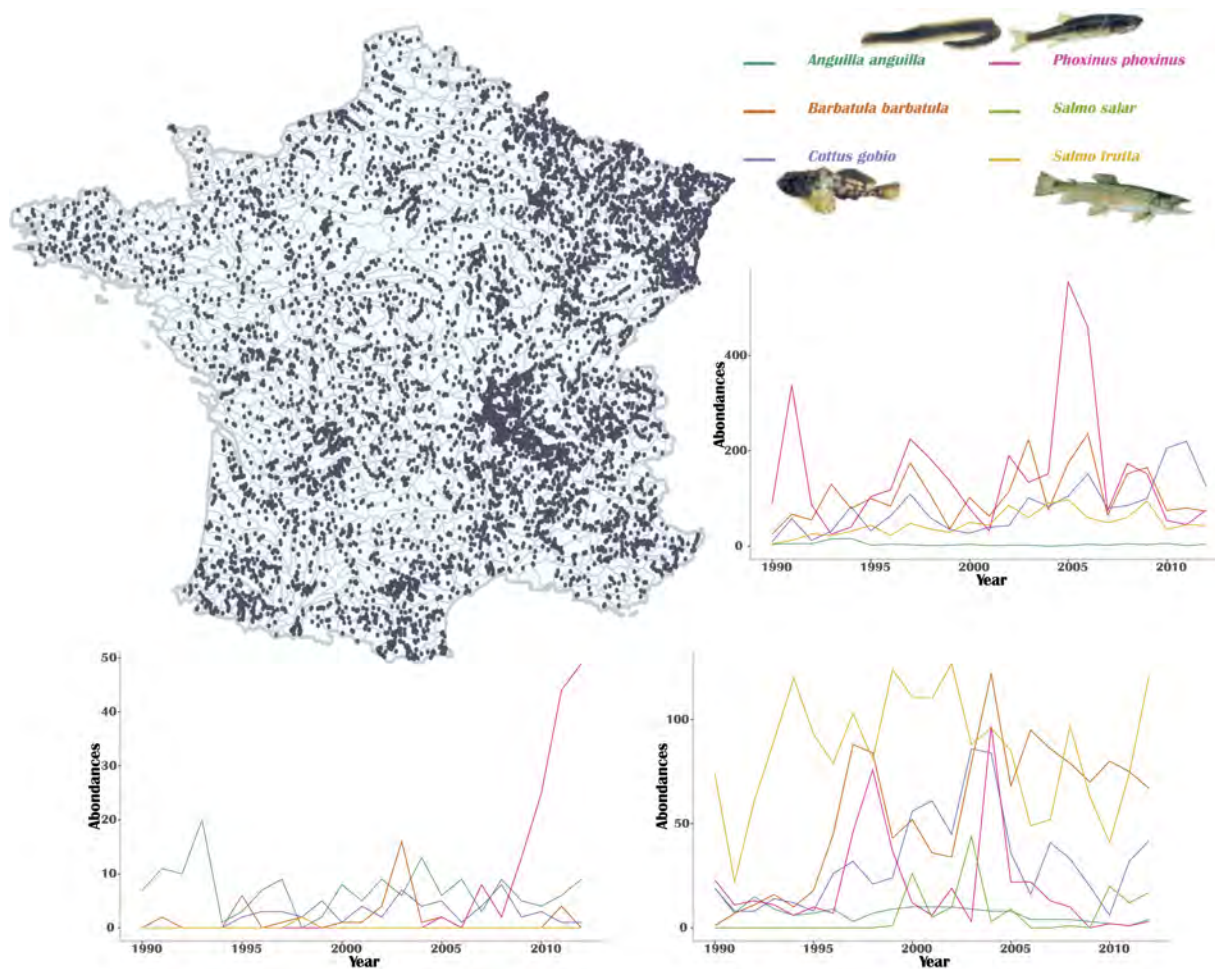 Anguilla anguilla
Phoxinus phoxinus
Barbatula barbatula
Salmo salar
Cottus gobio
Salmo fruita
400
200
0
Abondances
1990
1995
2000
2005
2010
Year
50
40
30
20
10
0
Abondances
1990
1995
2000
2005
2010
Year
100
50
0
Abondances
1990
1995
2000
2005
2010
Year